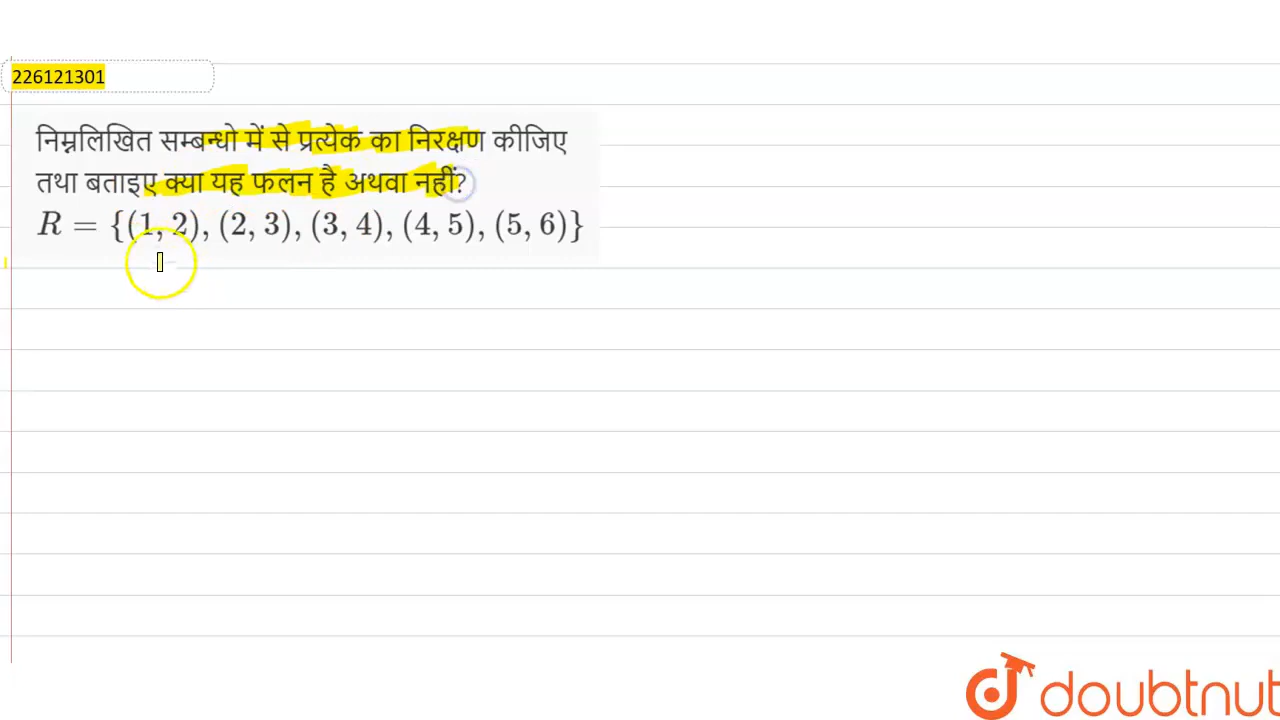 226121301
निम्नलिखित सम्बन्धो में से प्रत्येक का निरक्षण कीजिए
तथा बताइए क्या यह फलन है अथवा नहीं?
R = {(1, 2), (2, 3), (3, 4), (4, 5), (5, 6)}
doubtnut